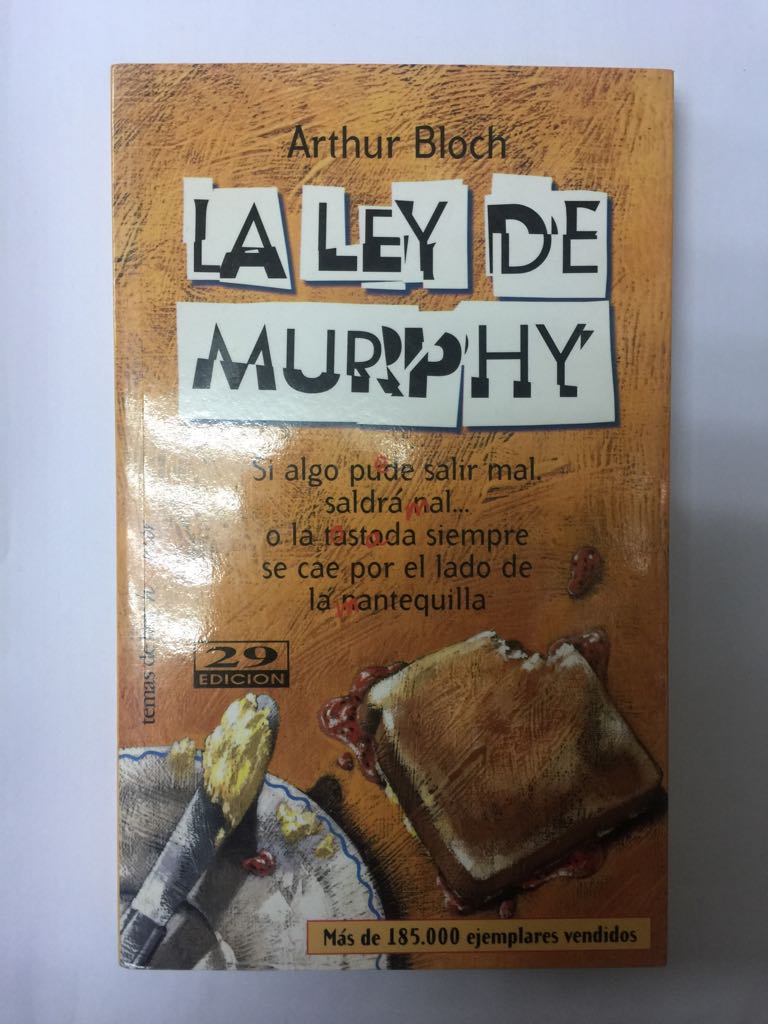 Arthur Bloch
LA LEY DE
MURPHY
Si algo pude salir mal,
saldrá nal...
o la tastoda siempre
se cae por el lado de
la nantequilla
temas de
29
EDICION
Más de 185.000 ejemplares vendidos